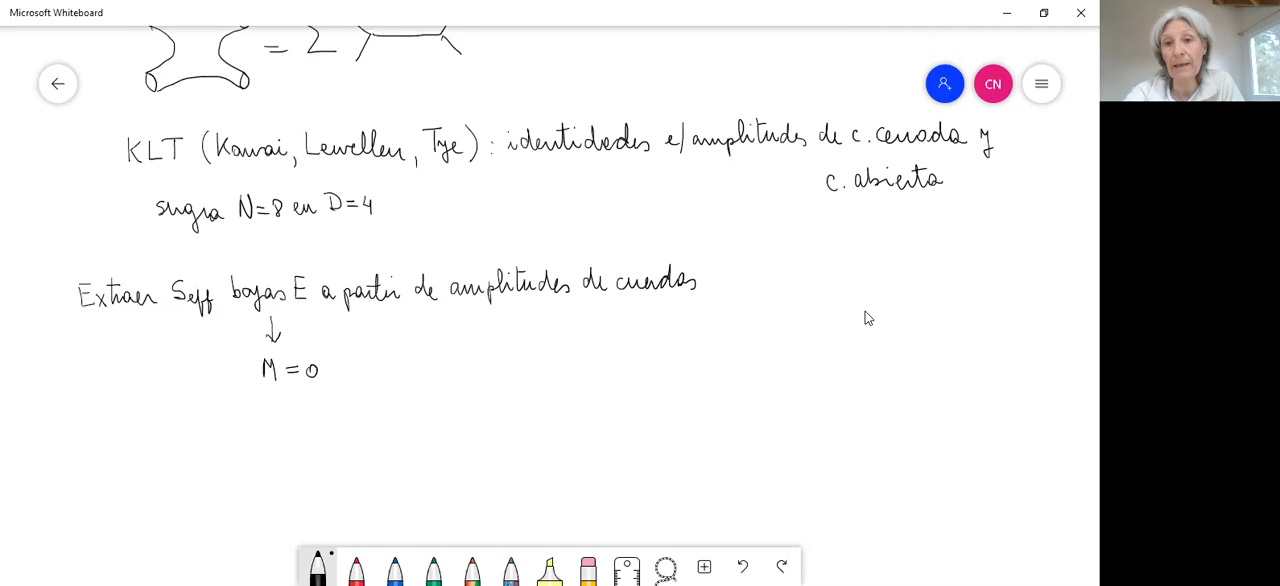 Microsoft Whiteboard
= Σ
CN
KLT (Kawai, Lewellen, Tye) : identidades e/ amplitudes de c. cerrada y
c. abierta
sugra N=8 en D=4
Extraer Seff bajas E a partir de amplitudes de cuerdas
↓
M = 0